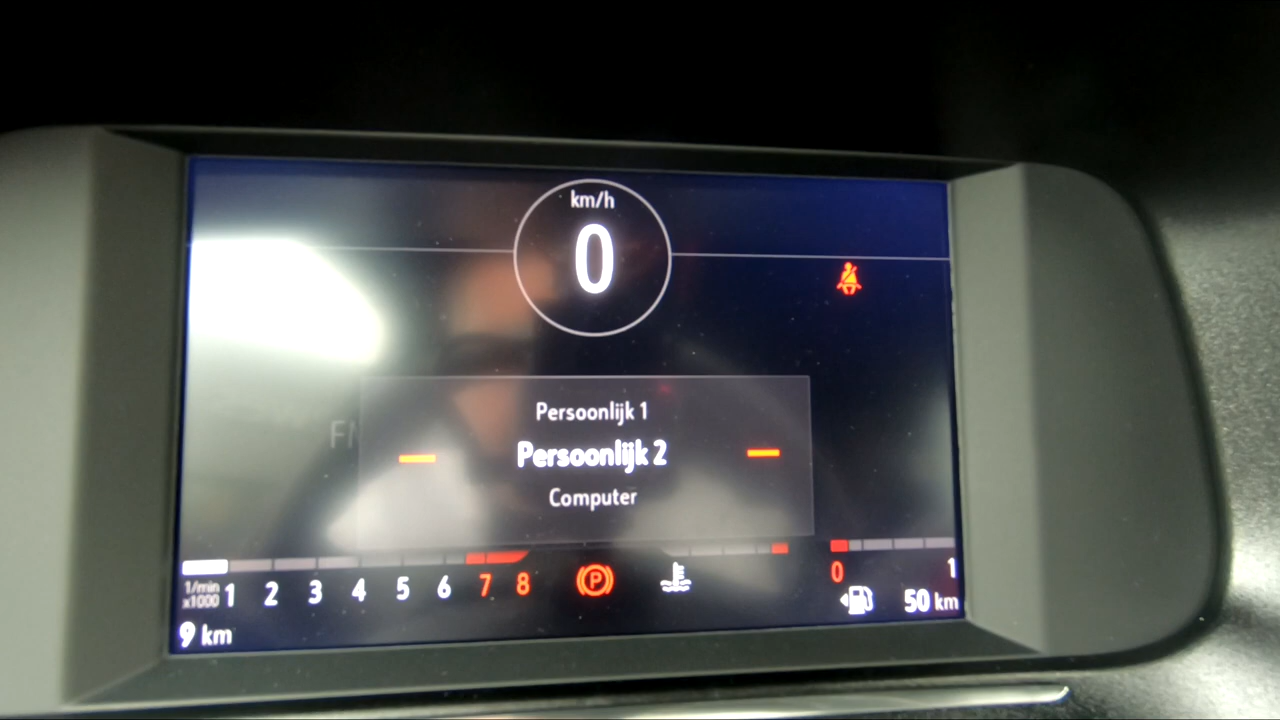 km/h
0
FM
Persoonlijk 1
Persoonlijk 2
Computer
1/min
x1000
1 2 3 4 5 6 7 8
P
0 1
50 km
9 km